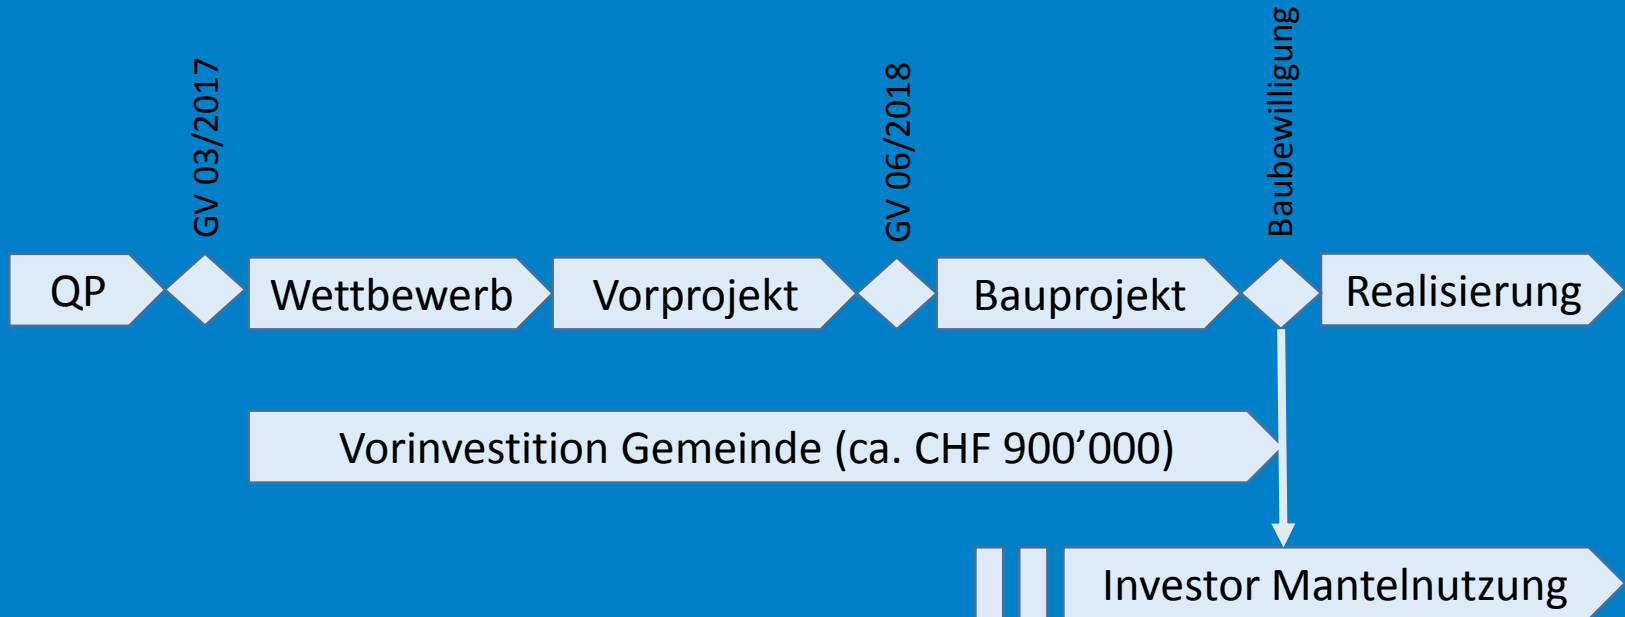 GV 03/2017
GV 06/2018
Baubewilligung
QP
Wettbewerb
Vorprojekt
Bauprojekt
Realisierung
Vorinvestition Gemeinde (ca. CHF 900’000)
Investor Mantelnutzung